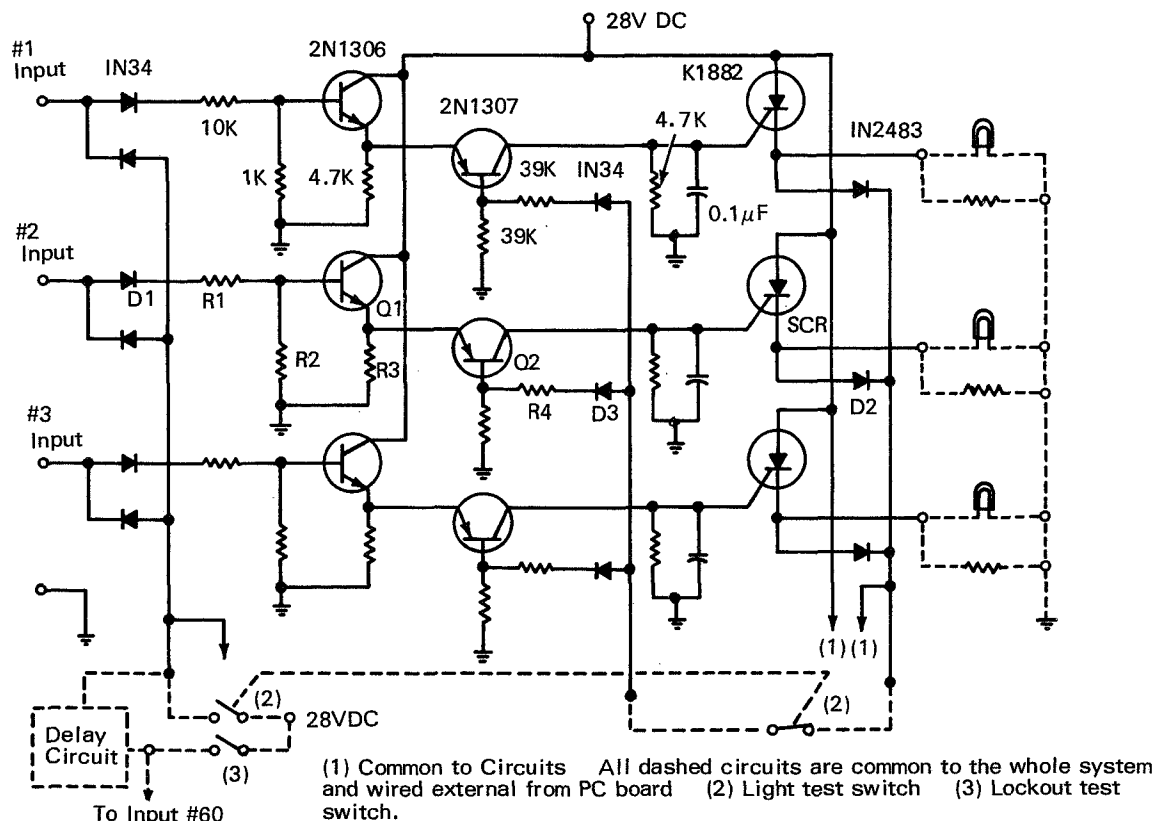 28V DC
#1
Input
IN34
2N1306
K1882
2N1307
4.7K
IN2483
10K
1K
4.7K
39K
IN34
0.1μF
39K
#2
Input
D1
R1
Q1
SCR
R2
R3
Q2
R4
D3
D2
#3
Input
(1)
(1)
(2)
(2)
28VDC
Delay
Circuit
(3)
To Input #60
(1) Common to Circuits All dashed circuits are common to the whole system
and wired external from PC board (2) Light test switch (3) Lockout test
switch.